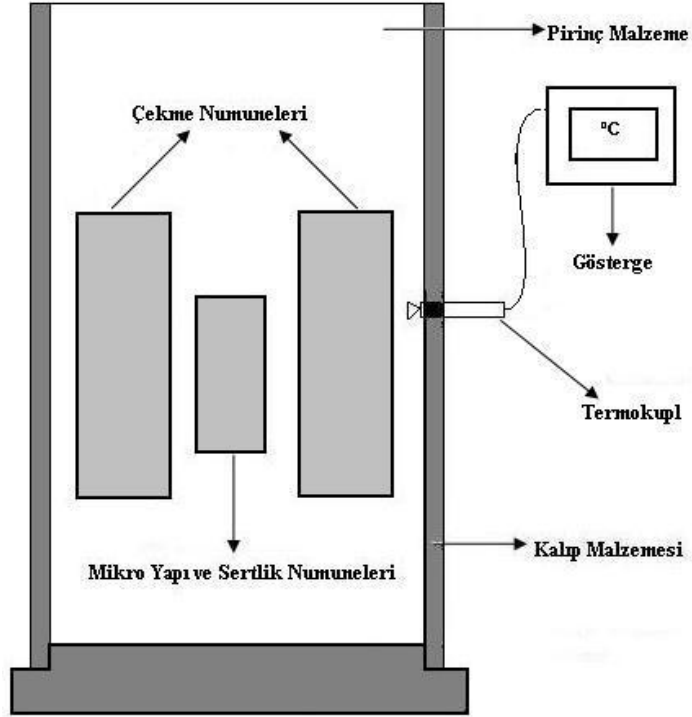 Pirinç Malzeme
Çekme Numuneleri
°C
Gösterge
Termokupl
Kalıp Malzemesi
Mikro Yapı ve Sertlik Numuneleri